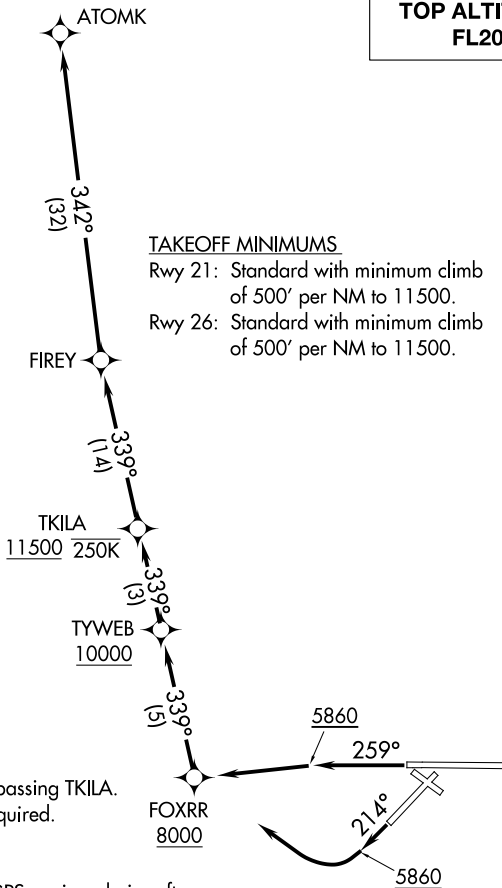 ATOMK
TOP ALTI
FL20
342°
(32)
TAKEOFF MINIMUMS
Rwy 21: Standard with minimum climb
of 500' per NM to 11500.
Rwy 26: Standard with minimum climb
of 500' per NM to 11500.
FIREY
339°
(14)
TKILA
11500 250K
339°
(3)
TYWEB
10000
339°
(5)
5860
259°
passing TKILA.
quired.
FOXRR
8000
214°
5860